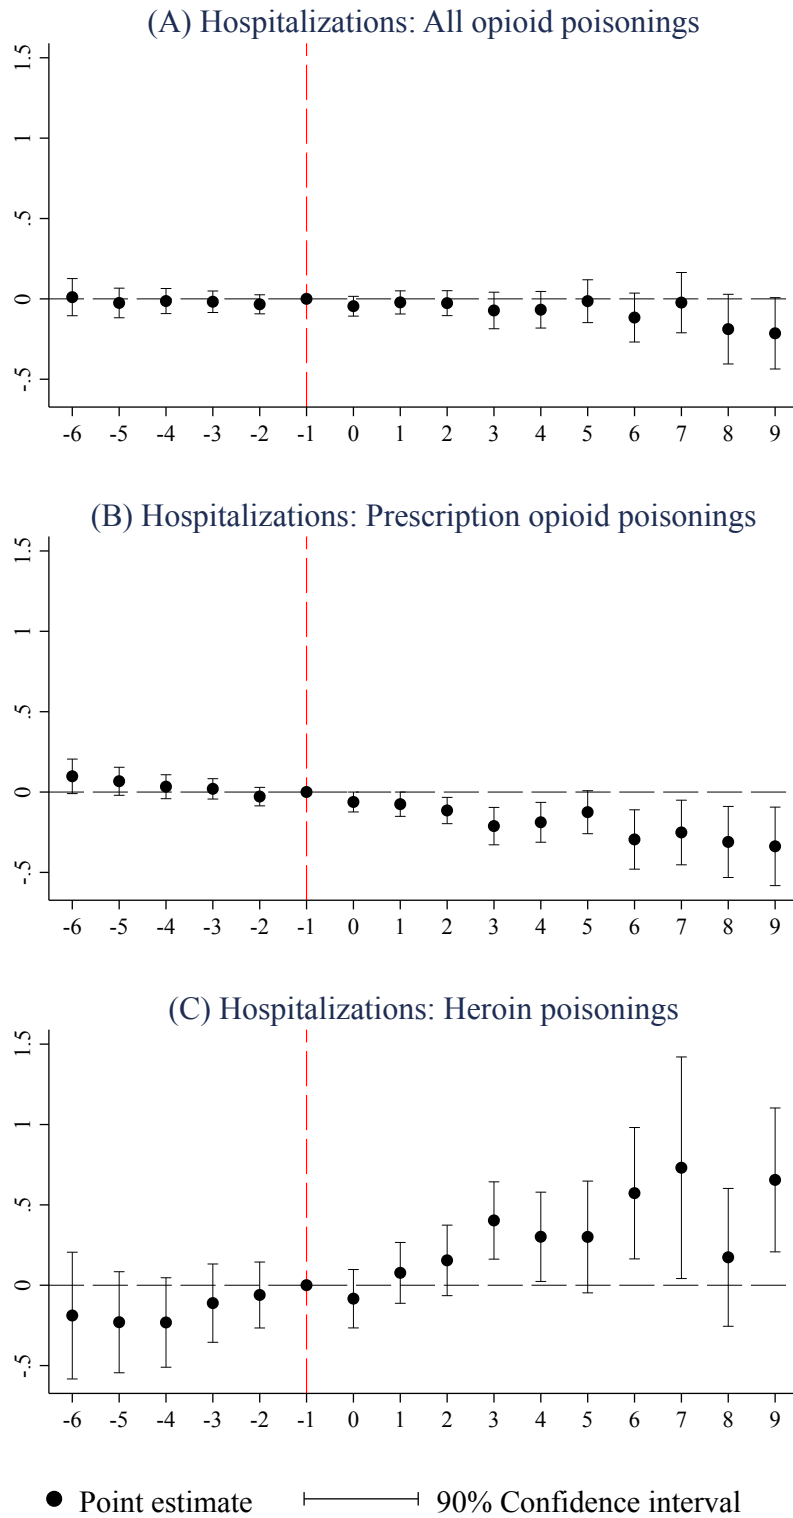 (A) Hospitalizations: All opioid poisonings
1.5
1
.5
0
-.5
-6 -5 -4 -3 -2 -1 0 1 2 3 4 5 6 7 8 9
(B) Hospitalizations: Prescription opioid poisonings
1.5
1
.5
0
-.5
-6 -5 -4 -3 -2 -1 0 1 2 3 4 5 6 7 8 9
(C) Hospitalizations: Heroin poisonings
1.5
1
.5
0
-.5
-6 -5 -4 -3 -2 -1 0 1 2 3 4 5 6 7 8 9
Point estimate 90% Confidence interval